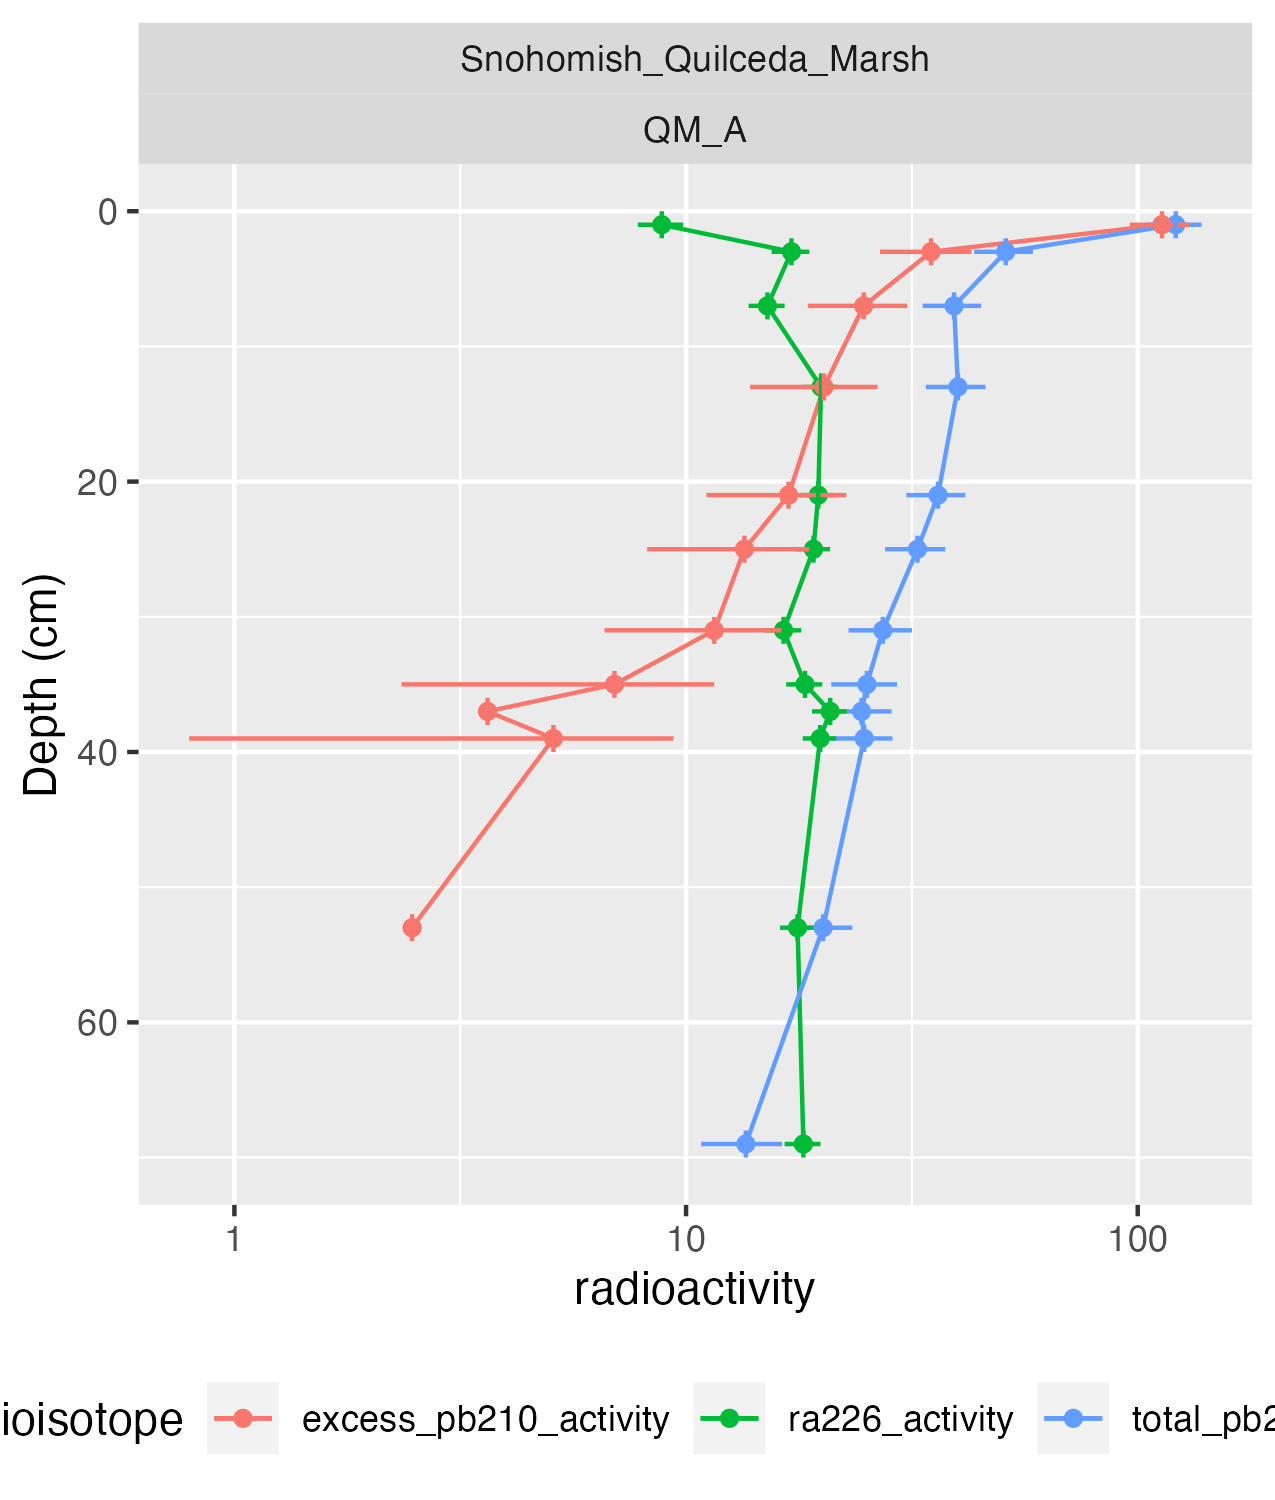 Snohomish_Quilceda_Marsh
QM_A
0
20
40
60
Depth (cm)
1 10 100
radioactivity
ioisotope excess_pb210_activity ra226_activity total_pb2